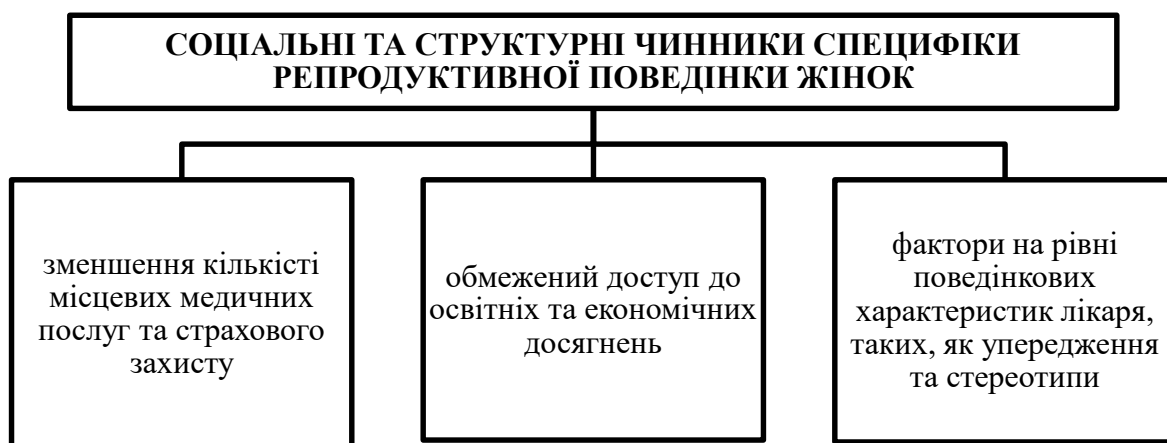 СОЦІАЛЬНІ ТА СТРУКТУРНІ ЧИННИКИ СПЕЦИФІКИ
РЕПРОДУКТИВНОЇ ПОВЕДІНКИ ЖІНОК
зменшення кількісті
місцевих медичних
послуг та страхового
захисту
обмежений доступ до
освітніх та економічних
досягнень
фактори на рівні
поведінкових
характеристик лікаря,
таких, як упередження
та стереотипи